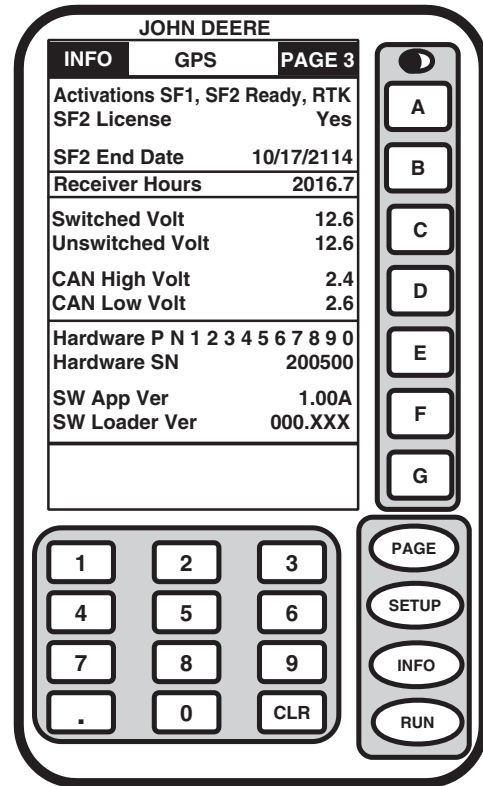 JOHN DEERE
INFO GPS PAGE 3
Activations SF1, SF2 Ready, RTK
SF2 License Yes
SF2 End Date 10/17/2114
Receiver Hours 2016.7
Switched Volt 12.6
Unswitched Volt 12.6
CAN High Volt 2.4
CAN Low Volt 2.6
Hardware P N 1 2 3 4 5 6 7 8 9 0
Hardware SN 200500
SW App Ver 1.00A
SW Loader Ver 000.XXX
A
B
C
D
E
F
G
1 2 3
4 5 6
7 8 9
. 0 CLR
PAGE
SETUP
INFO
RUN